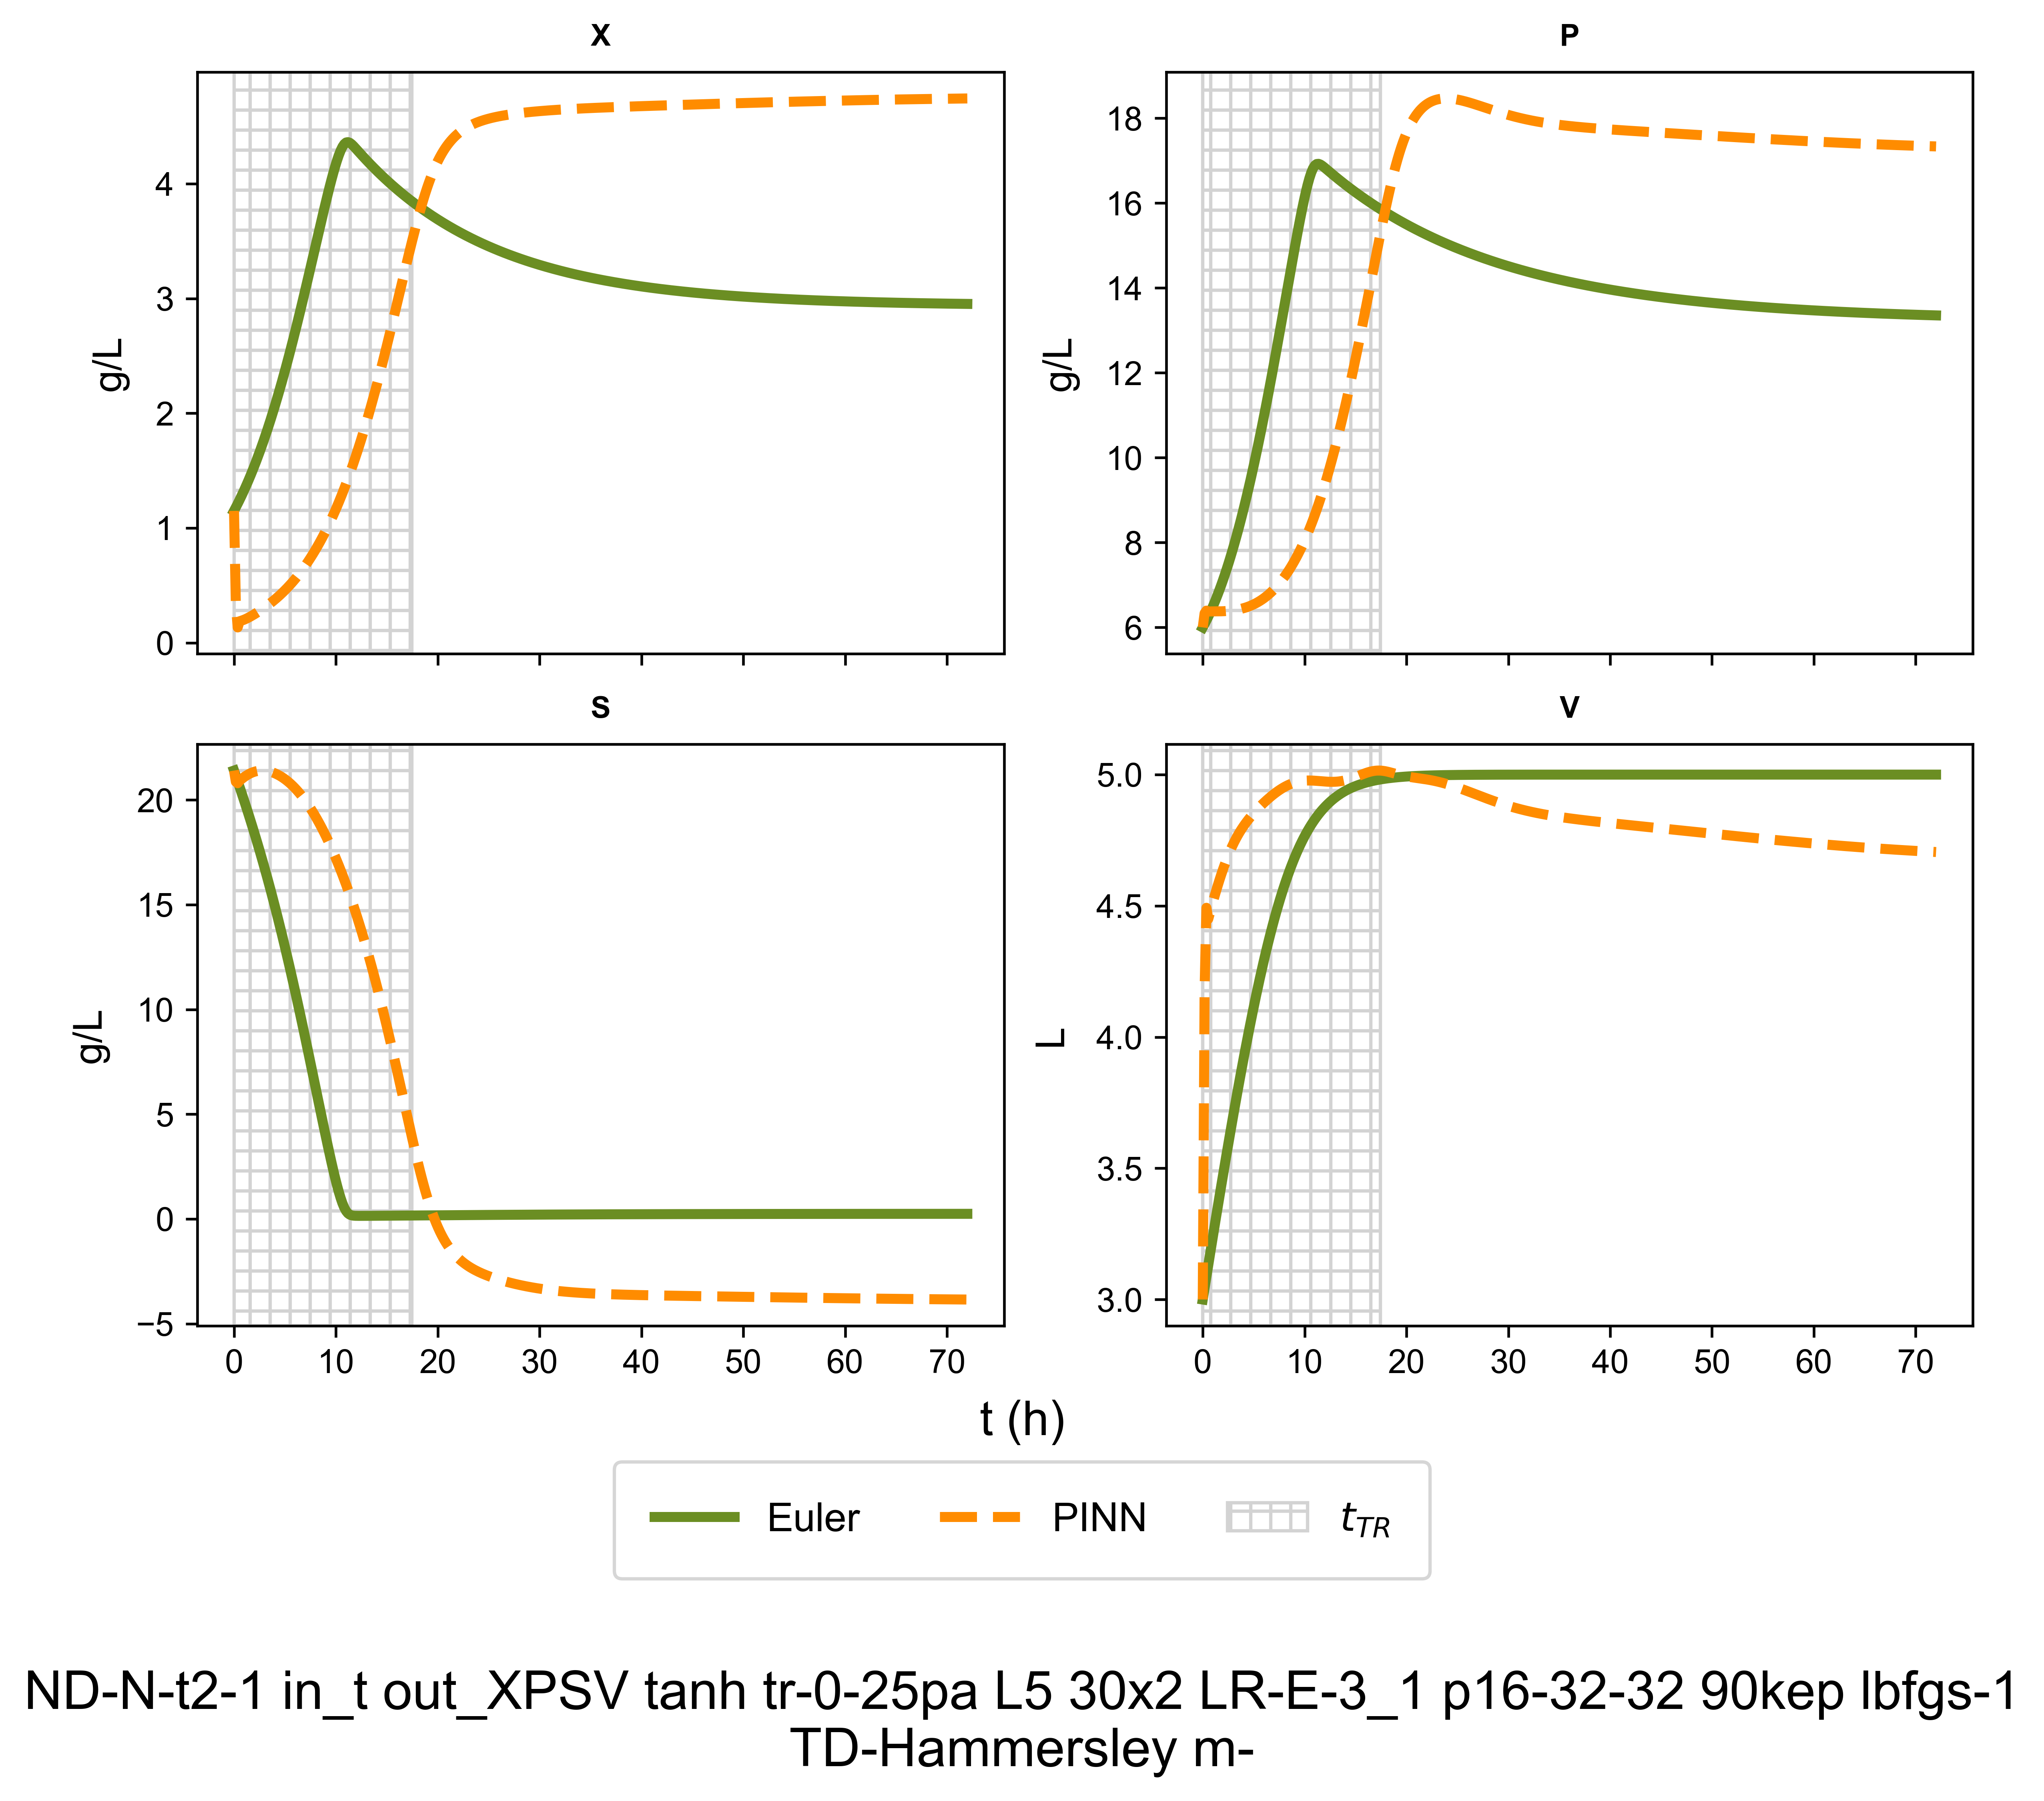 X
P
4
3
2
1
0
g/L
18
16
14
12
10
8
6
g/L
S
V
20
15
10
5
0
−5
g/L
0 10 20 30 40 50 60 70
5.0
4.5
4.0
3.5
3.0
L
0 10 20 30 40 50 60 70
t (h)
Euler PINN t_TR
ND-N-t2-1 in_t out_XPSV tanh tr-0-25pa L5 30x2 LR-E-3_1 p16-32-32 90kep lbfgs-1
TD-Hammersley m-